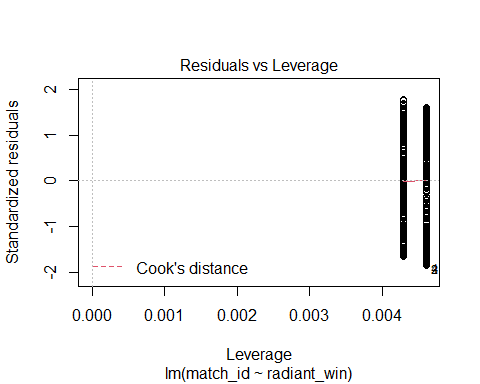 Residuals vs Leverage
Standardized residuals
2
1
0
-1
-2
Cook's distance
0.000 0.001 0.002 0.003 0.004
Leverage
lm(match_id ~ radiant_win)